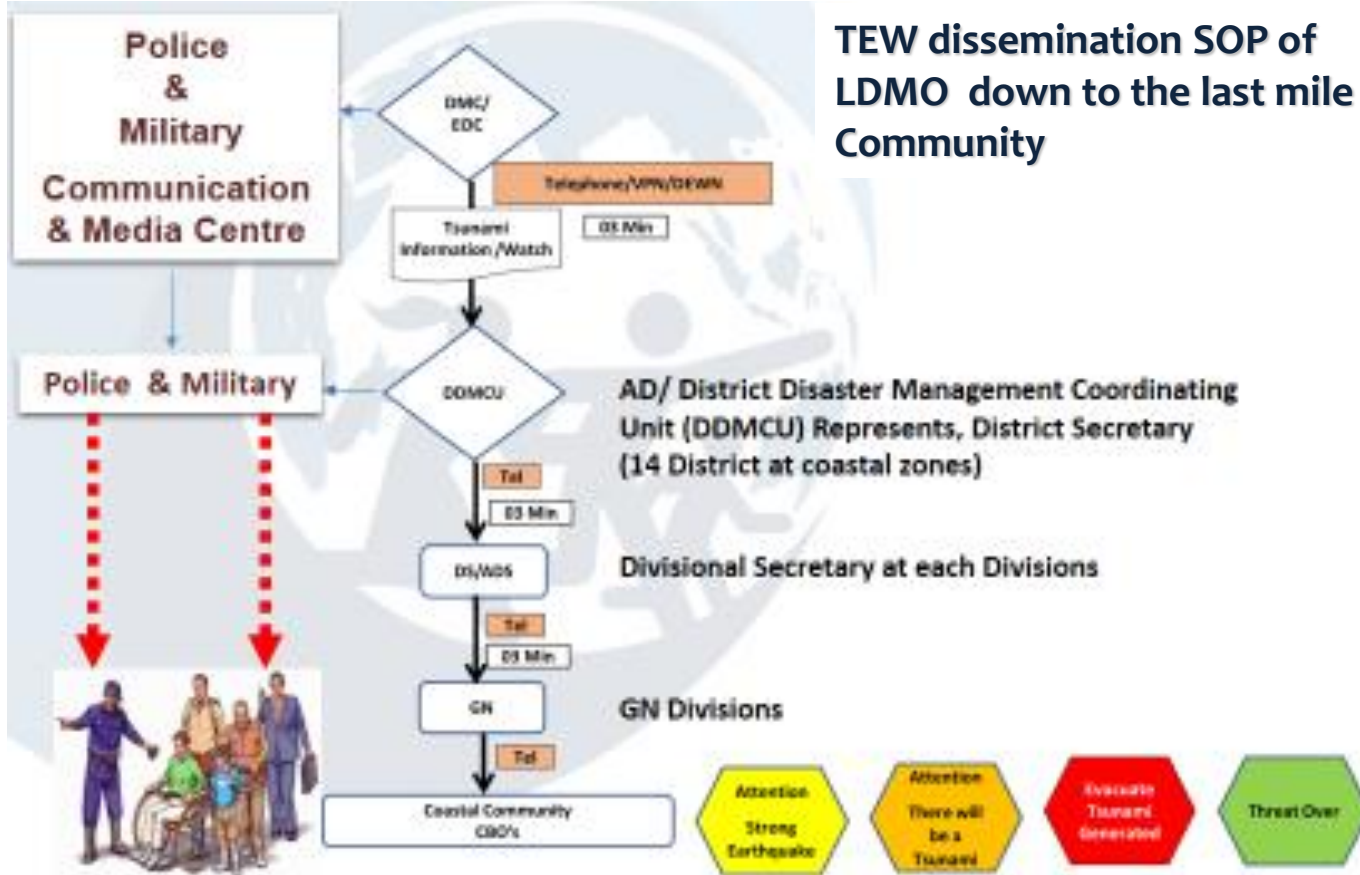 TEW dissemination SOP of
LDMO down to the last mile
Community
Police
&
Military
Communication
& Media Centre
DMC/
EOC
Telephone/VPN/DEWN
03 Min
Tsunami
Information /Watch
Police & Military
DDMCU
AD/ District Disaster Management Coordinating
Unit (DDMCU) Represents, District Secretary
(14 District at coastal zones)
Tel
03 Min
DS/ADS
Divisional Secretary at each Divisions
Tel
03 Min
GN
GN Divisions
Tel
Coastal Community
CBO's
Attention
Strong
Earthquake
Attention
There will
be a
Tsunami
Evacuate
Tsunami
Generated
Threat Over